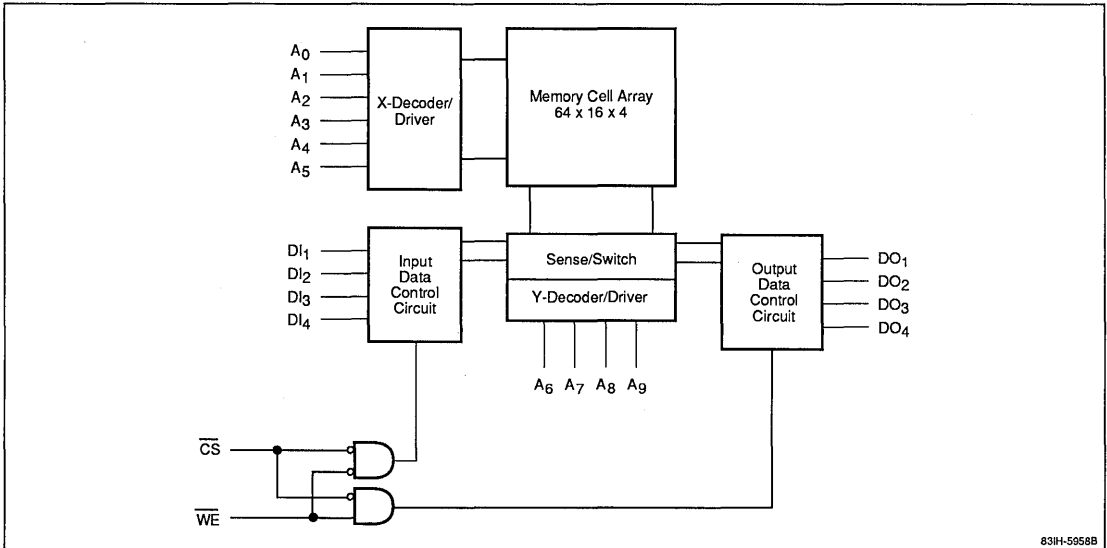 A0
A1
A2
A3
A4
A5
X-Decoder/
Driver
Memory Cell Array
64 x 16 x 4
DI1
DI2
DI3
DI4
Input
Data
Control
Circuit
Sense/Switch
Y-Decoder/Driver
Output
Data
Control
Circuit
DO1
DO2
DO3
DO4
A6 A7 A8 A9
C̅S̅
W̅E̅
83IH-5958B